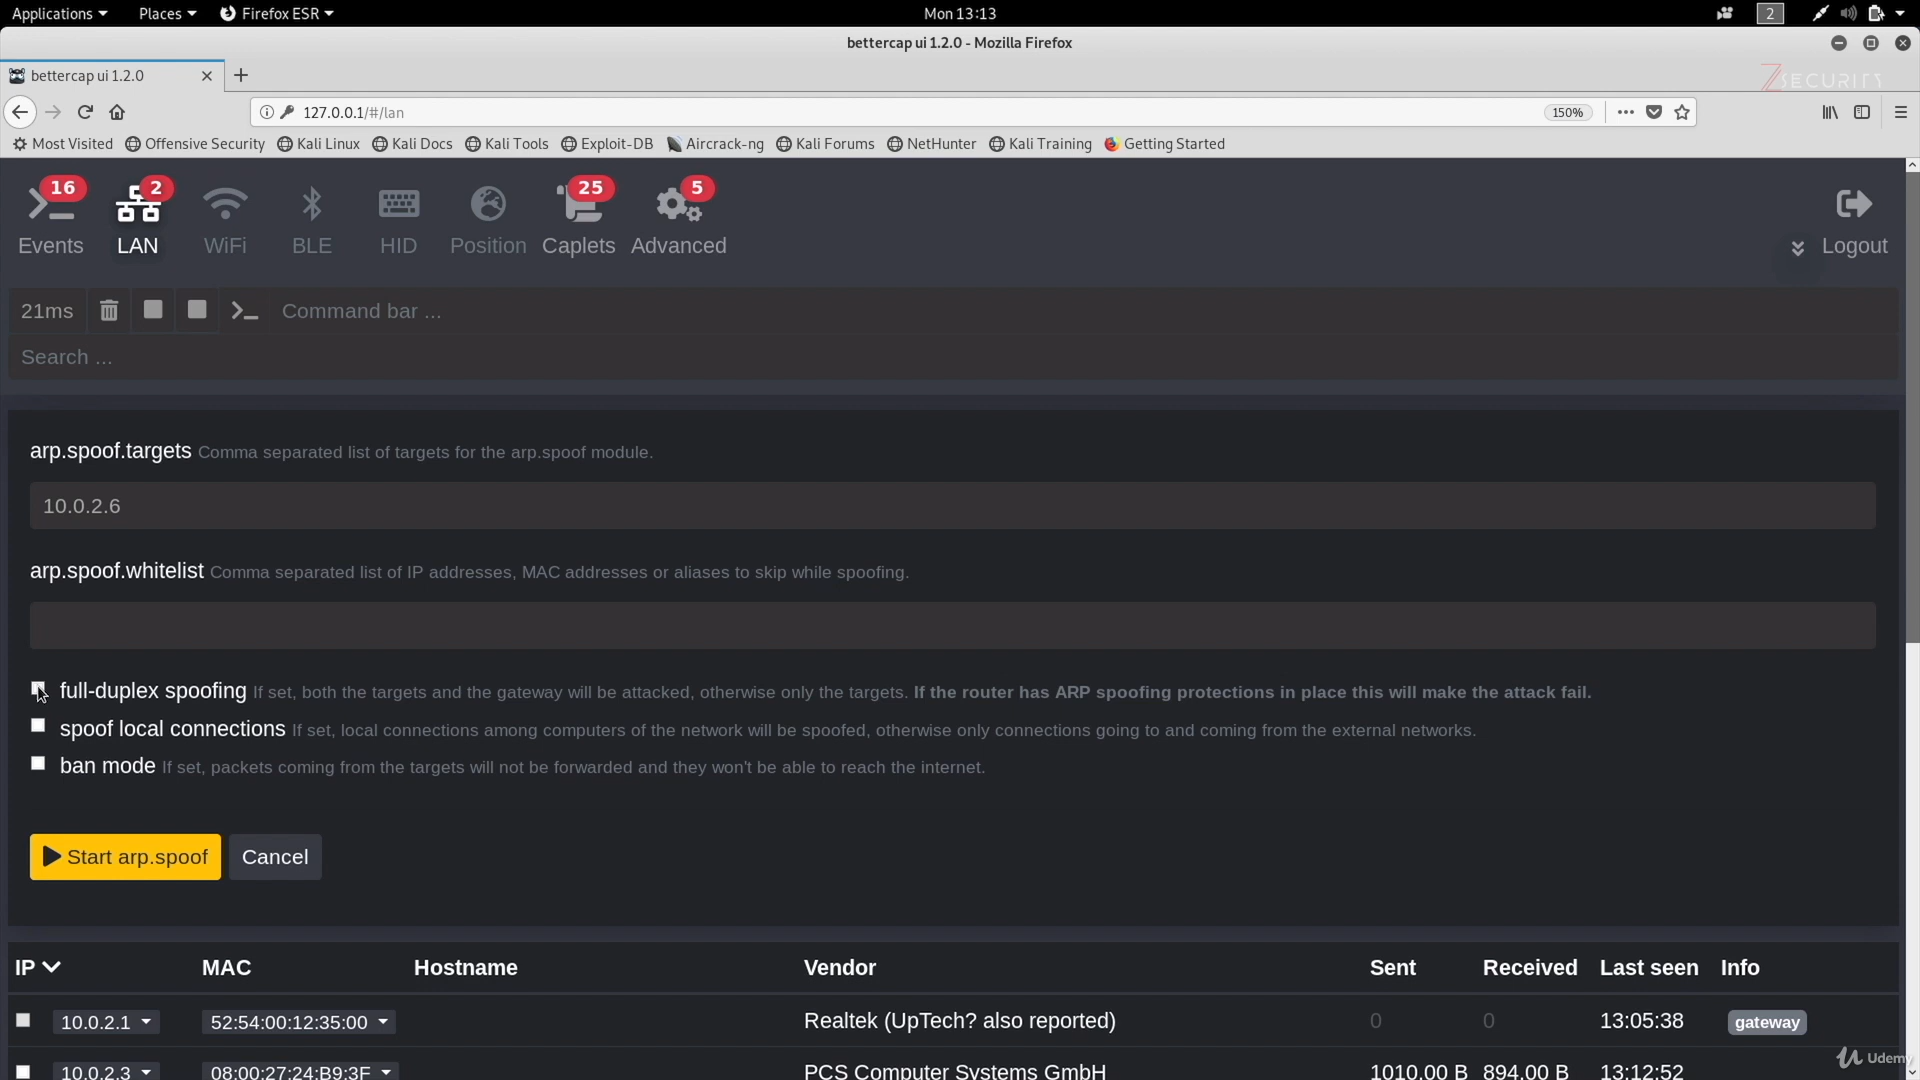 Applications Places Firefox ESR Mon 13:13 2
bettercap ui 1.2.0 - Mozilla Firefox
bettercap ui 1.2.0
ZSECURITY
127.0.0.1/#/lan 150%
Most Visited Offensive Security Kali Linux Kali Docs Kali Tools Exploit-DB Aircrack-ng Kali Forums NetHunter Kali Training Getting Started
16 2 25 5
Events LAN WiFi BLE HID Position Caplets Advanced Logout
21ms Command bar ...
Search ...
arp.spoof.targets Comma separated list of targets for the arp.spoof module.
10.0.2.6
arp.spoof.whitelist Comma separated list of IP addresses, MAC addresses or aliases to skip while spoofing.
full-duplex spoofing If set, both the targets and the gateway will be attacked, otherwise only the targets. If the router has ARP spoofing protections in place this will make the attack fail.
spoof local connections If set, local connections among computers of the network will be spoofed, otherwise only connections going to and coming from the external networks.
ban mode If set, packets coming from the targets will not be forwarded and they won't be able to reach the internet.
Start arp.spoof Cancel
IP MAC Hostname Vendor Sent Received Last seen Info
10.0.2.1 52:54:00:12:35:00 Realtek (UpTech? also reported) 0 0 13:05:38 gateway
10.0.2.3 08:00:27:24:B9:3F PCS Computer Systems GmbH 1010.00 B 894.00 B 13:12:52
Udemy